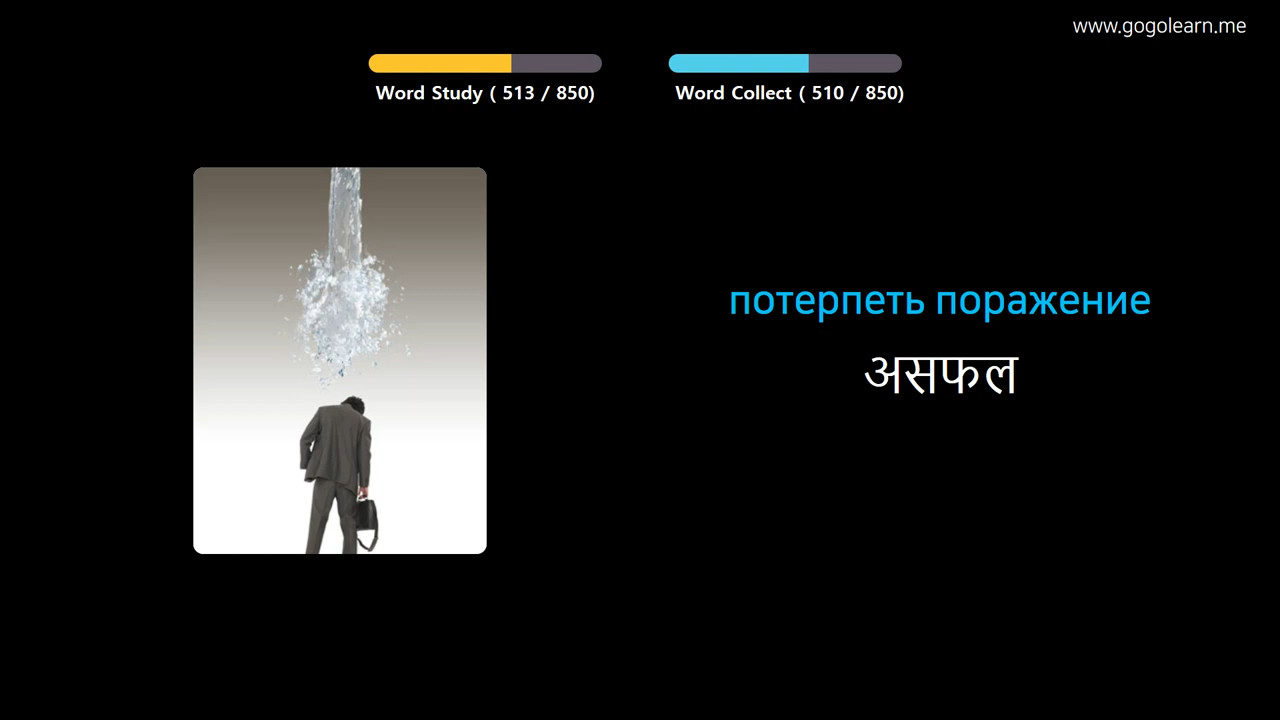 www.gogolearn.me
Word Study ( 513 / 850)
Word Collect ( 510 / 850)
потерпеть поражение
असफल